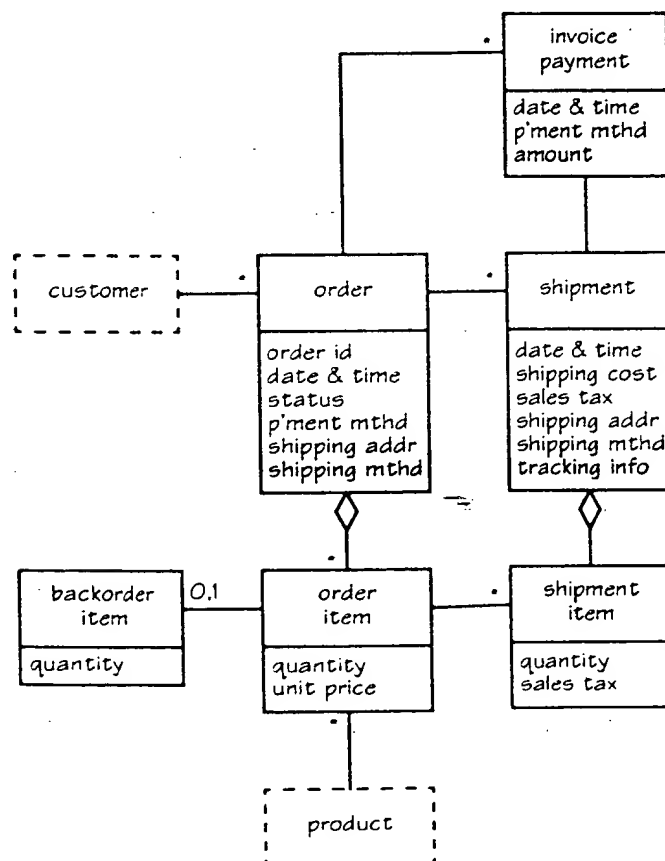 invoice
payment
date & time
p'ment mthd
amount
customer
order
order id
date & time
status
p'ment mthd
shipping addr
shipping mthd
shipment
date & time
shipping cost
sales tax
shipping addr
shipping mthd
tracking info
backorder
item
quantity
0,1
order
item
quantity
unit price
shipment
item
quantity
sales tax
product
*
*
*
*
*
*